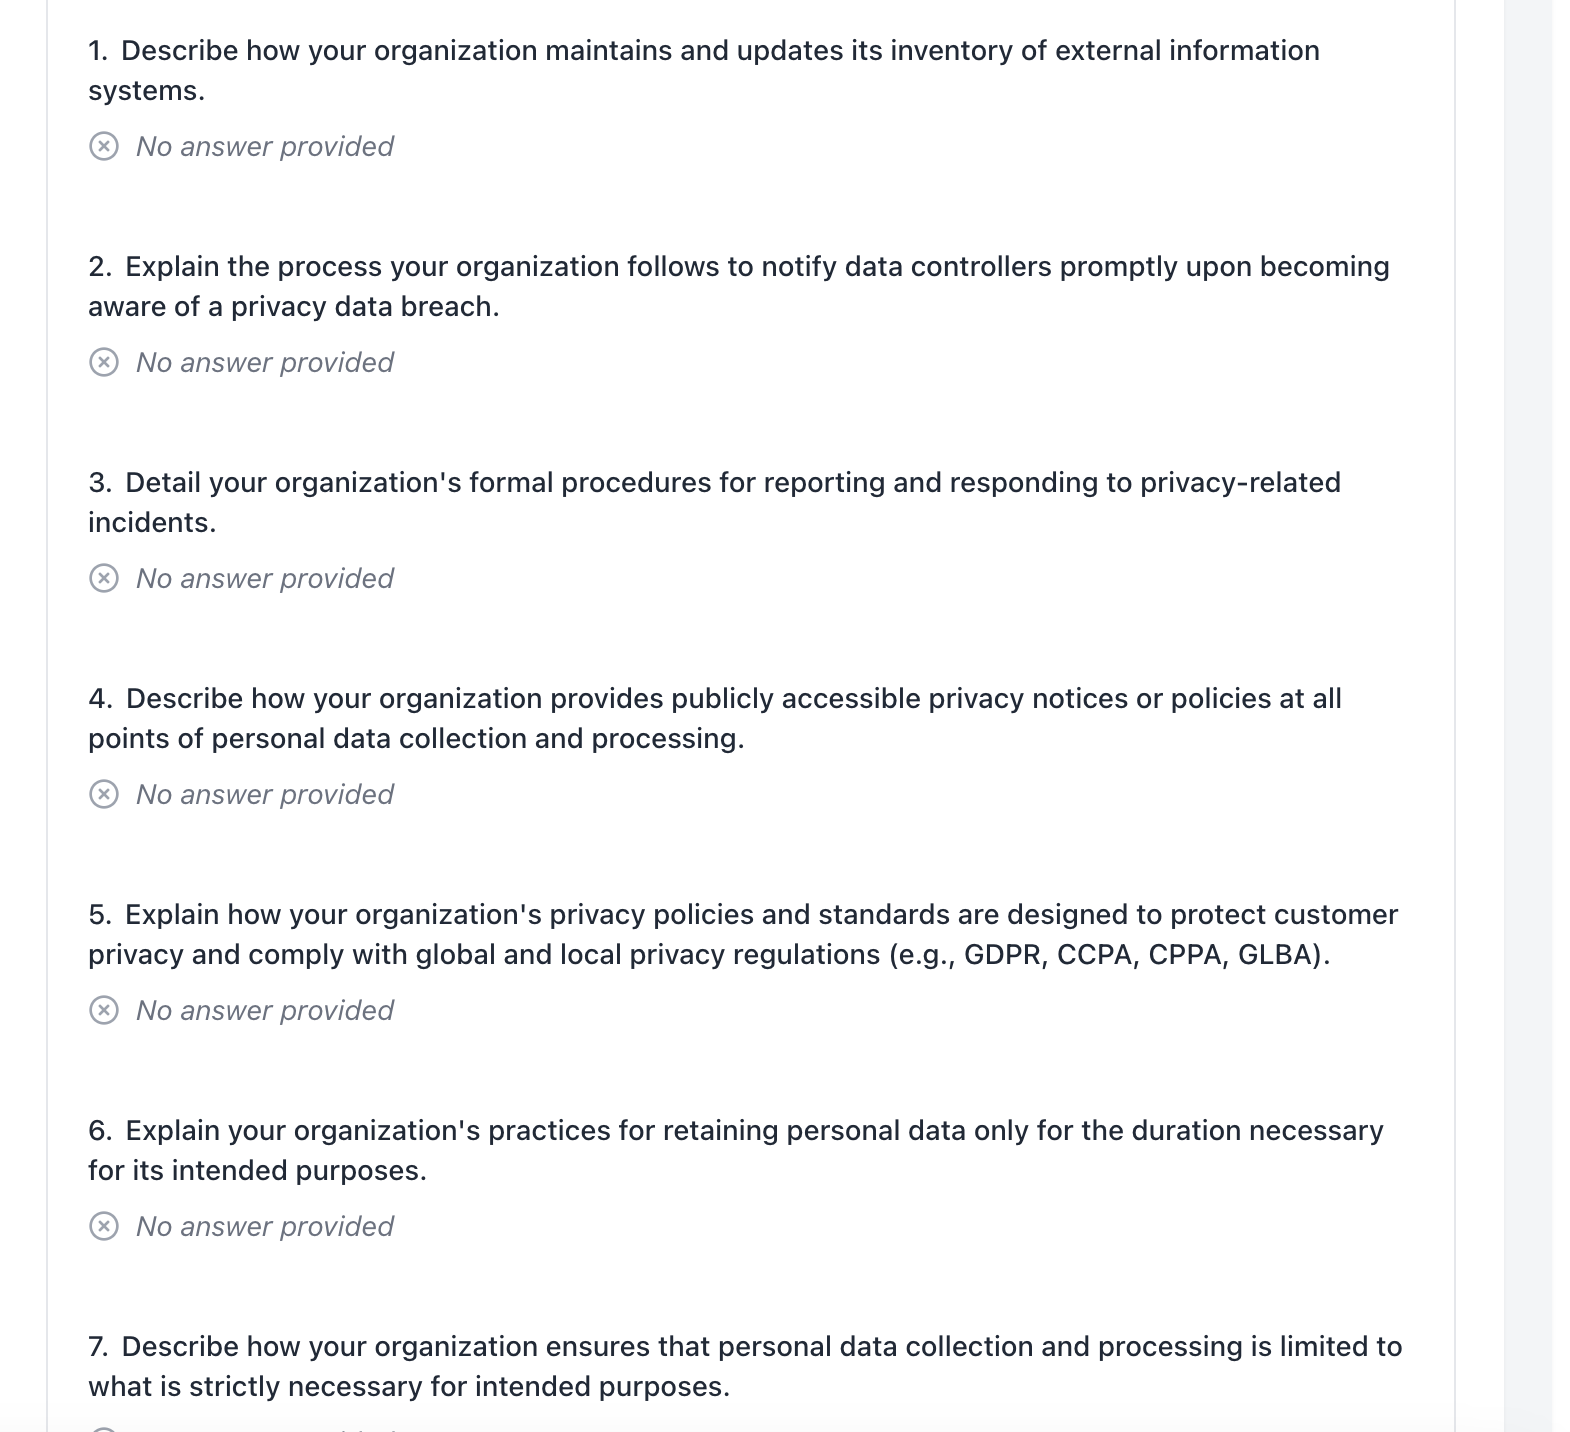 1. Describe how your organization maintains and updates its inventory of external information
systems.
No answer provided
2. Explain the process your organization follows to notify data controllers promptly upon becoming
aware of a privacy data breach.
No answer provided
3. Detail your organization's formal procedures for reporting and responding to privacy-related
incidents.
No answer provided
4. Describe how your organization provides publicly accessible privacy notices or policies at all
points of personal data collection and processing.
No answer provided
5. Explain how your organization's privacy policies and standards are designed to protect customer
privacy and comply with global and local privacy regulations (e.g., GDPR, CCPA, CPPA, GLBA).
No answer provided
6. Explain your organization's practices for retaining personal data only for the duration necessary
for its intended purposes.
No answer provided
7. Describe how your organization ensures that personal data collection and processing is limited to
what is strictly necessary for intended purposes.